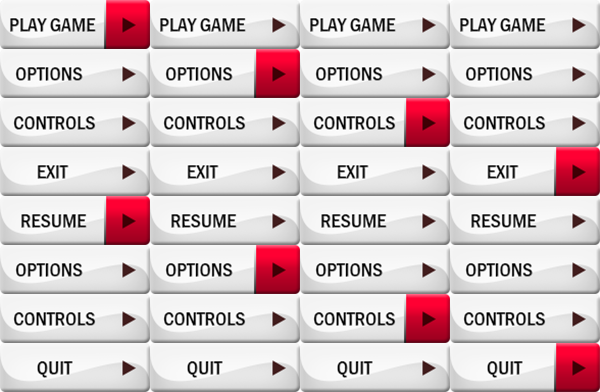 PLAY GAME PLAY GAME PLAY GAME PLAY GAME
OPTIONS OPTIONS OPTIONS OPTIONS
CONTROLS CONTROLS CONTROLS CONTROLS
EXIT EXIT EXIT EXIT
RESUME RESUME RESUME RESUME
OPTIONS OPTIONS OPTIONS OPTIONS
CONTROLS CONTROLS CONTROLS CONTROLS
QUIT QUIT QUIT QUIT